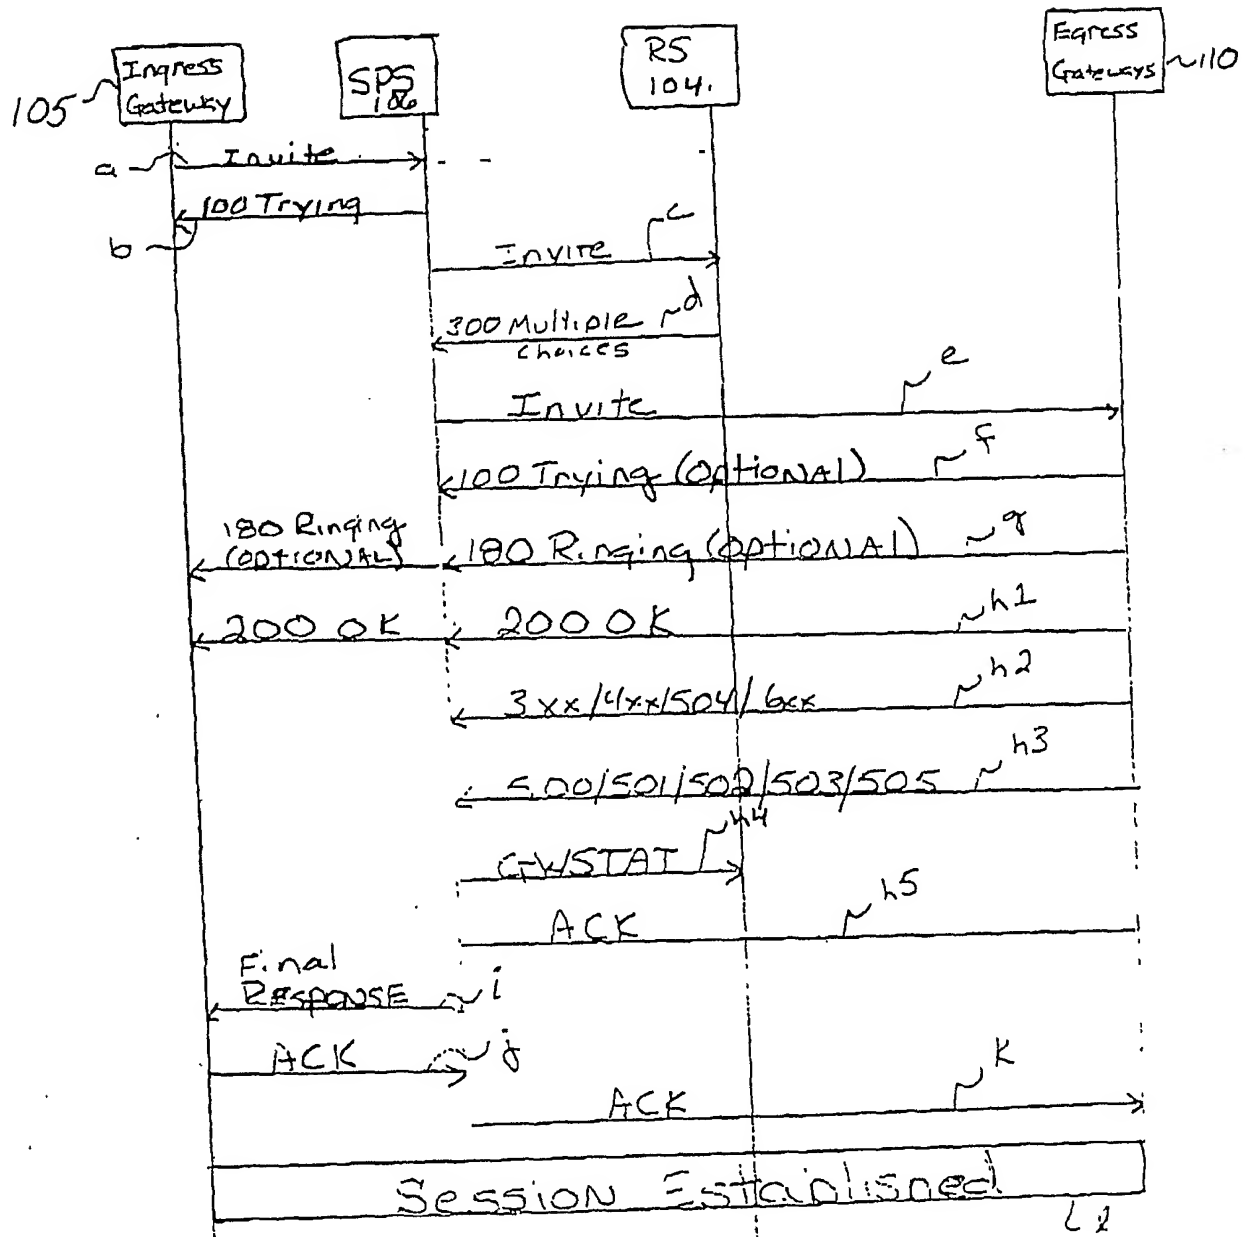 Ingress
Gateway
105
SPS
106
RS
104.
Egress
Gateways
110
a
Invite
100 Trying
b
Invite
c
300 Multiple
choices
d
Invite
e
100 Trying (OPTIONAL)
f
180 Ringing
(OPTIONAL)
180 Ringing (OPTIONAL)
g
200 OK
200 OK
h1
3xx/4xx/504/6xx
h2
500/501/502/503/505
h3
GWSTAT
h4
ACK
h5
Final
RESPONSE
i
ACK
j
ACK
K
Session Established